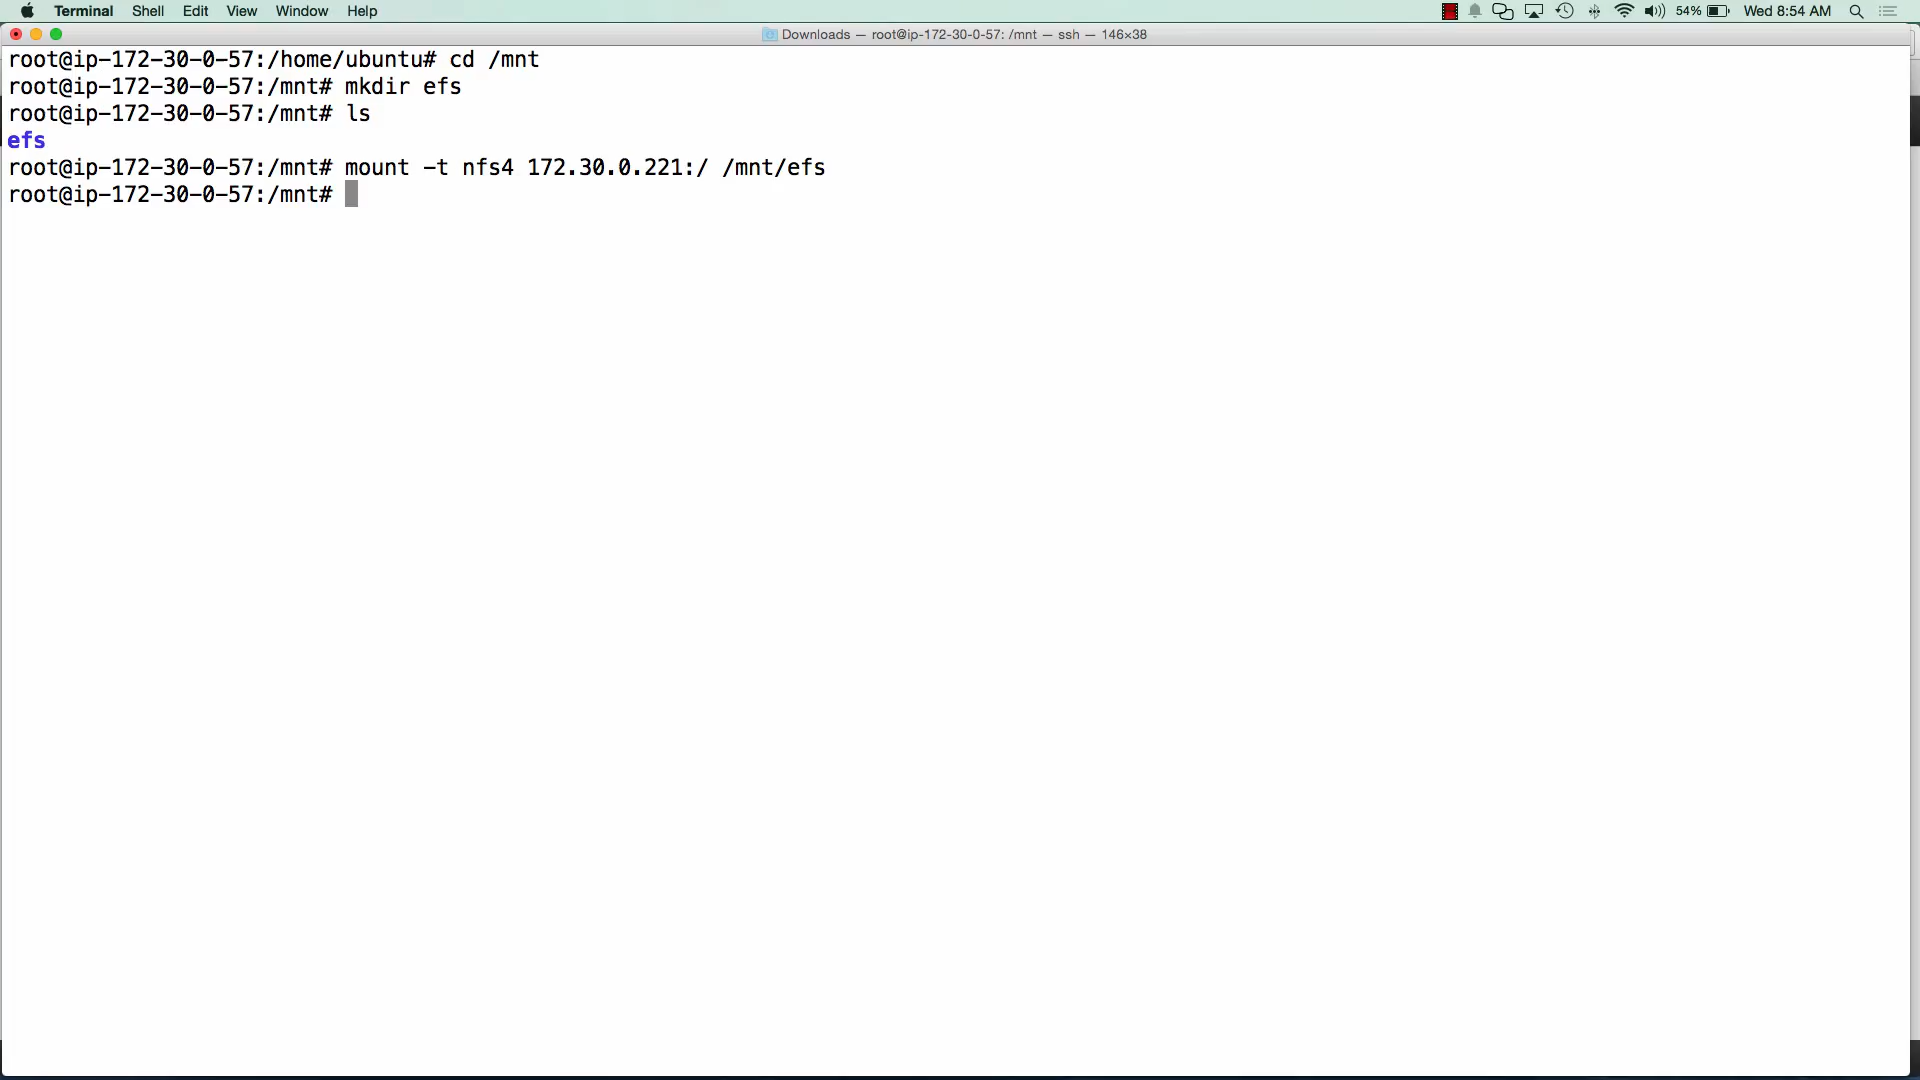 Terminal Shell Edit View Window Help 54% Wed 8:54 AM
Downloads — root@ip-172-30-0-57: /mnt — ssh — 146×38
root@ip-172-30-0-57:/home/ubuntu# cd /mnt
root@ip-172-30-0-57:/mnt# mkdir efs
root@ip-172-30-0-57:/mnt# ls
efs
root@ip-172-30-0-57:/mnt# mount -t nfs4 172.30.0.221:/ /mnt/efs
root@ip-172-30-0-57:/mnt#